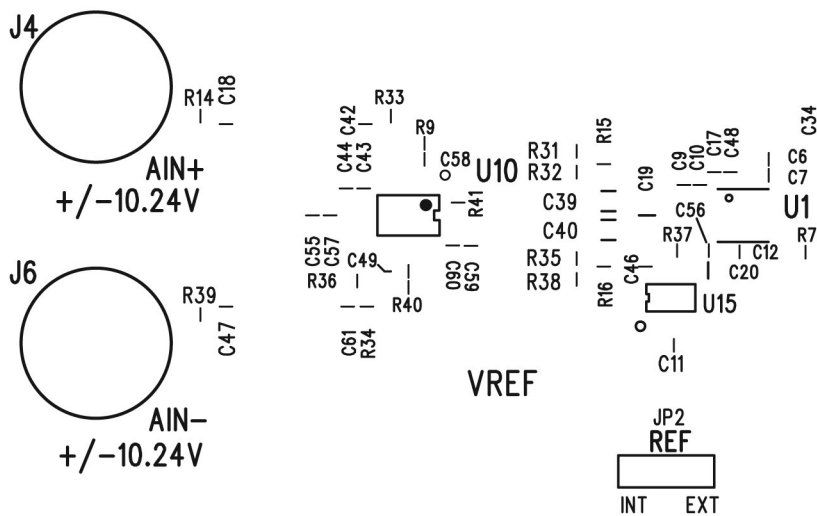 J4
C18
R14
AIN+
+/-10.24V
J6
R39
C47
AIN-
+/-10.24V
R33
C42
R9
C44
C43
C58
U10
R41
C55
C57
C49
R36
R40
C60
C59
C61
R34
R31
R32
R15
C39
C19
C40
R35
R38
R16
C46
C34
C17
C48
C9
C10
C6
C7
C56
U1
R37
R7
C12
C20
U15
C11
VREF
JP2
REF
INT EXT